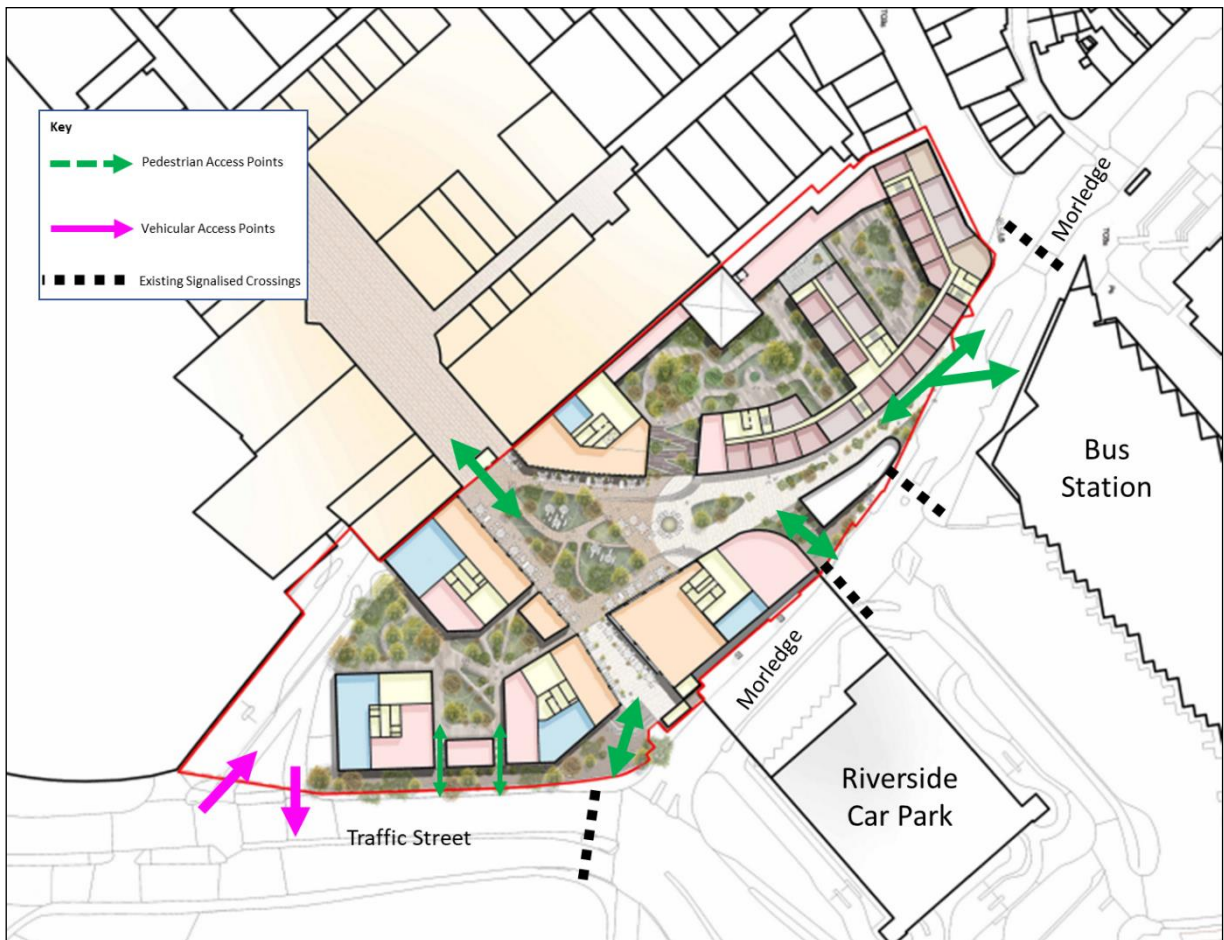 Key
Pedestrian Access Points
Vehicular Access Points
Existing Signalised Crossings
Morledge
Bus
Station
Morledge
Riverside
Car Park
Traffic Street